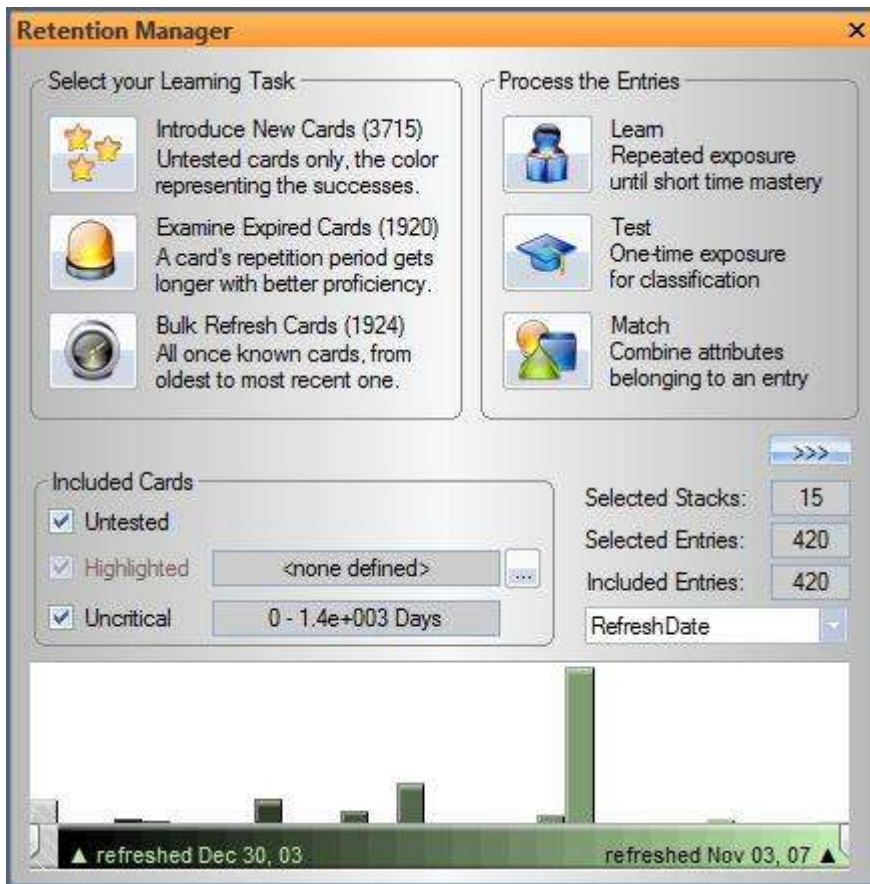 Retention Manager
Select your Learning Task
Introduce New Cards (3715)
Untested cards only, the color
representing the successes.
Examine Expired Cards (1920)
A card's repetition period gets
longer with better proficiency.
Bulk Refresh Cards (1924)
All once known cards, from
oldest to most recent one.
Process the Entries
Learn
Repeated exposure
until short time mastery
Test
One-time exposure
for classification
Match
Combine attributes
belonging to an entry
>>>
Included Cards
Untested
Highlighted <none defined> ...
Uncritical 0 - 1.4e+003 Days
Selected Stacks: 15
Selected Entries: 420
Included Entries: 420
RefreshDate
▲ refreshed Dec 30, 03
refreshed Nov 03, 07 ▲